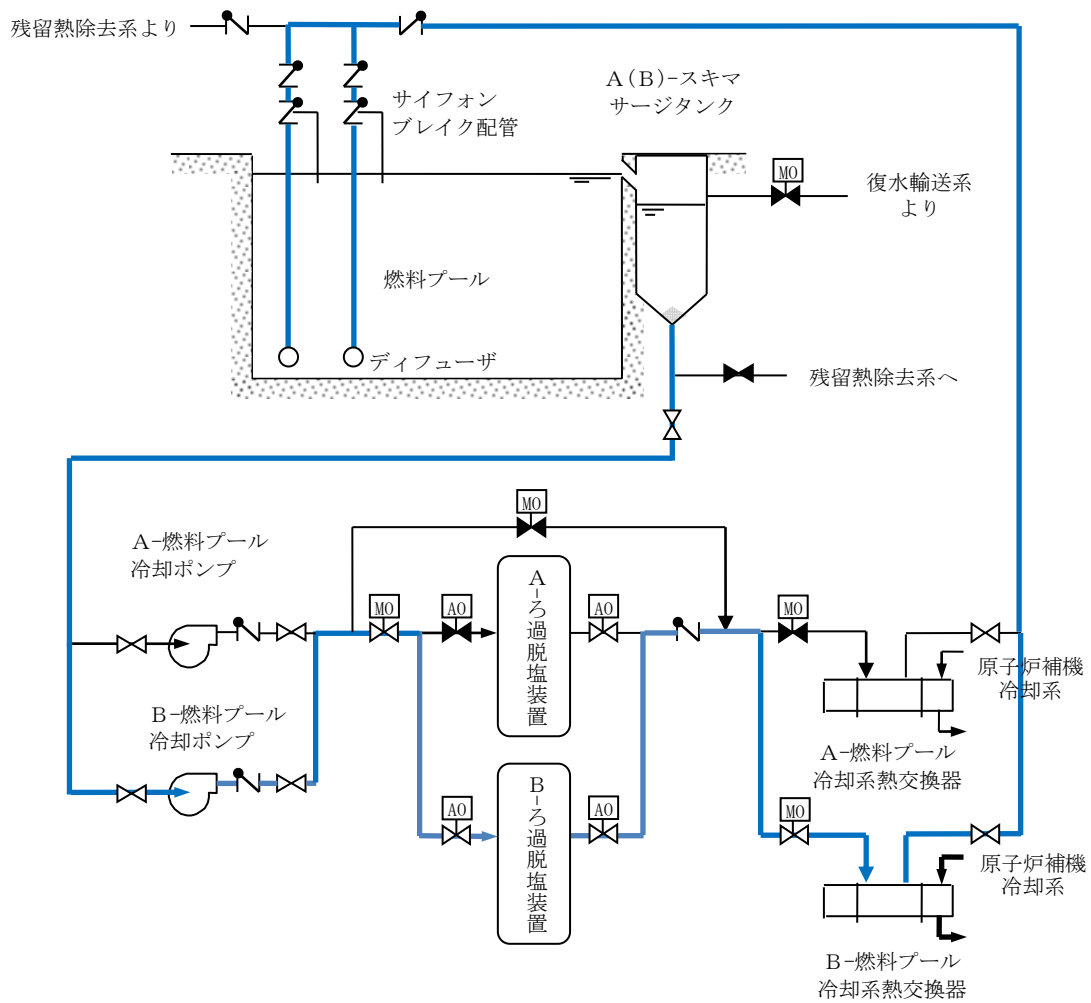 残留熱除去系より
A(B)-スキマ
サージタンク
サイフォン
ブレイク配管
MO
復水輸送系
より
燃料プール
ディフューザ
残留熱除去系へ
MO
A-燃料プール
冷却ポンプ
MO
AO
A-ろ過脱塩装置
AO
MO
原子炉補機
冷却系
B-燃料プール
冷却ポンプ
A-燃料プール
冷却系熱交換器
AO
B-ろ過脱塩装置
AO
MO
原子炉補機
冷却系
B-燃料プール
冷却系熱交換器